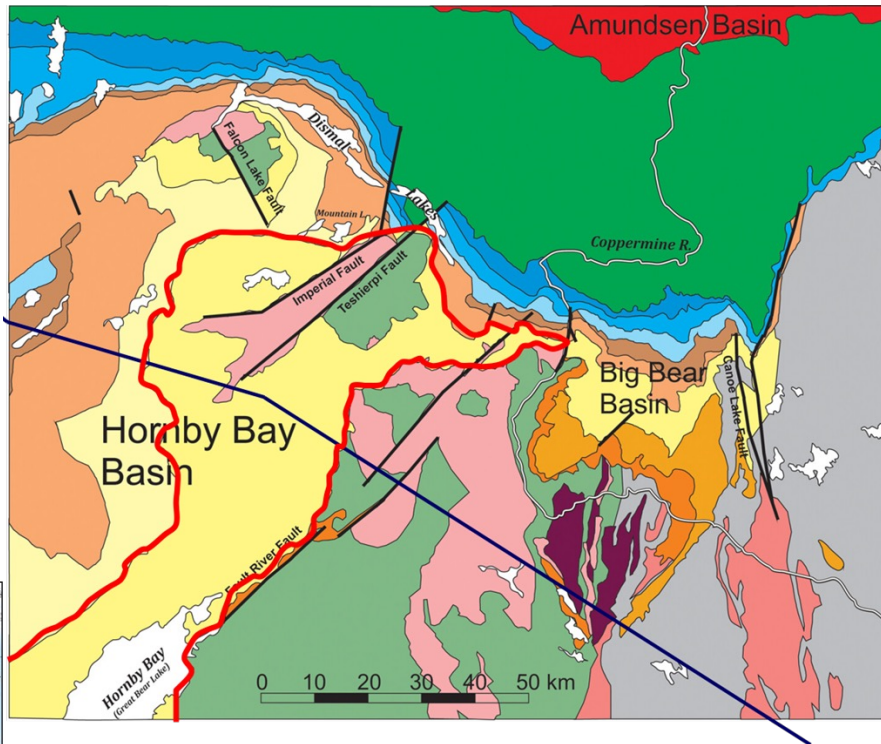 Amundsen Basin
Dismal
Lakes
Falcon Lake Fault
Mountain L.
Coppermine R.
Imperial Fault
Teshierpi Fault
Big Bear
Basin
Canoe Lake Fault
Hornby Bay
Basin
Fault River Fault
Hornby Bay
(Great Bear Lake)
0 10 20 30 40 50 km